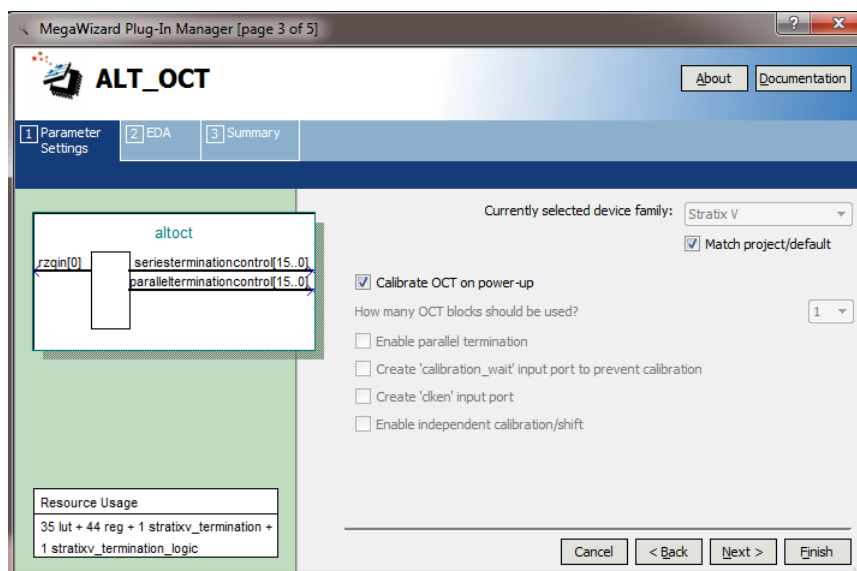 MegaWizard Plug-In Manager [page 3 of 5]
?
X
ALT_OCT
About
Documentation
1 Parameter
Settings
2 EDA
3 Summary
altoct
rzqin[0]
seriesterminationcontrol[15..0]
parallelterminationcontrol[15..0]
Currently selected device family:
Stratix V
Match project/default
Calibrate OCT on power-up
How many OCT blocks should be used?
1
Enable parallel termination
Create 'calibration_wait' input port to prevent calibration
Create 'clken' input port
Enable independent calibration/shift
Resource Usage
35 lut + 44 reg + 1 stratixv_termination +
1 stratixv_termination_logic
Cancel
< Back
Next >
Finish